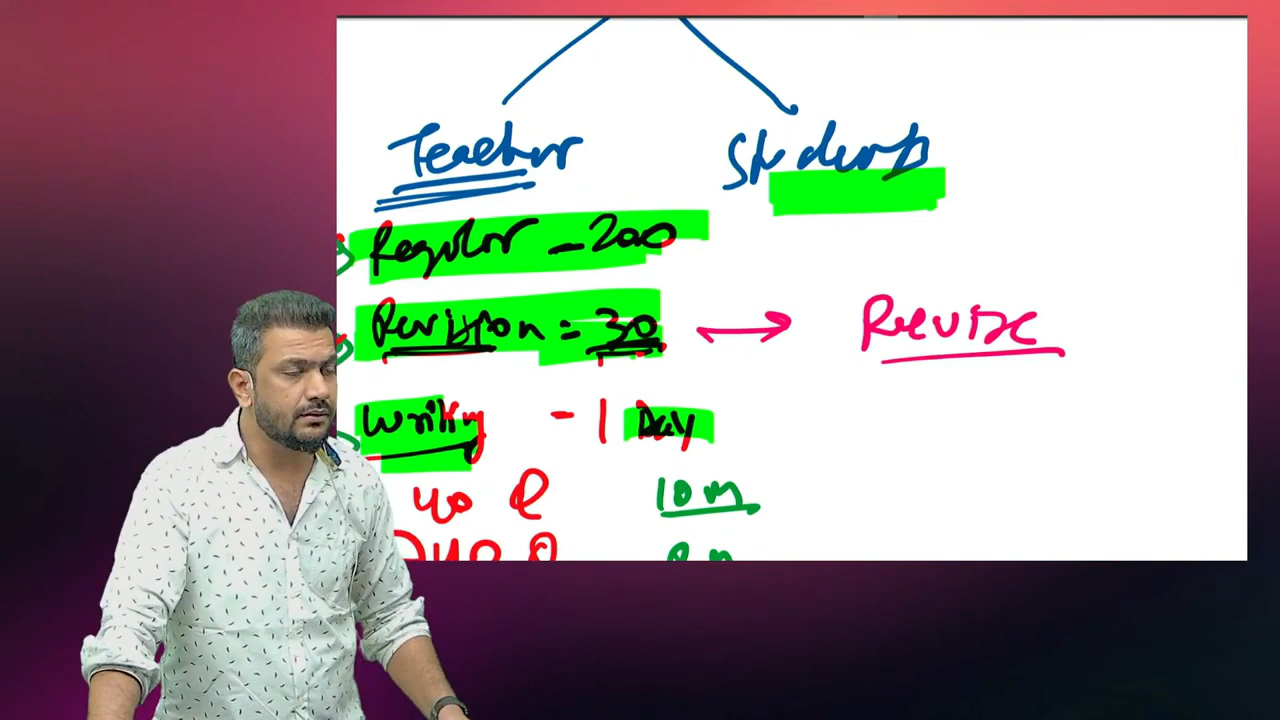 Teacher Students
Regular - 200
Revision = 30 → Revise
Writing - 1 Day
40 Q 10 m